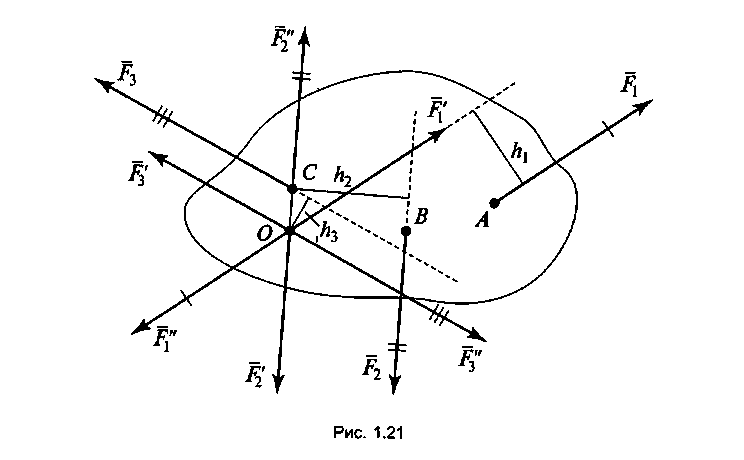 F̅₂″
F̅₃
F̅₁
F̅₁′
F̅₃′
C
h₂
h₁
B
A
O
h₃
F̅₁″
F̅₂′
F̅₂
F̅₃″
Рис. 1.21